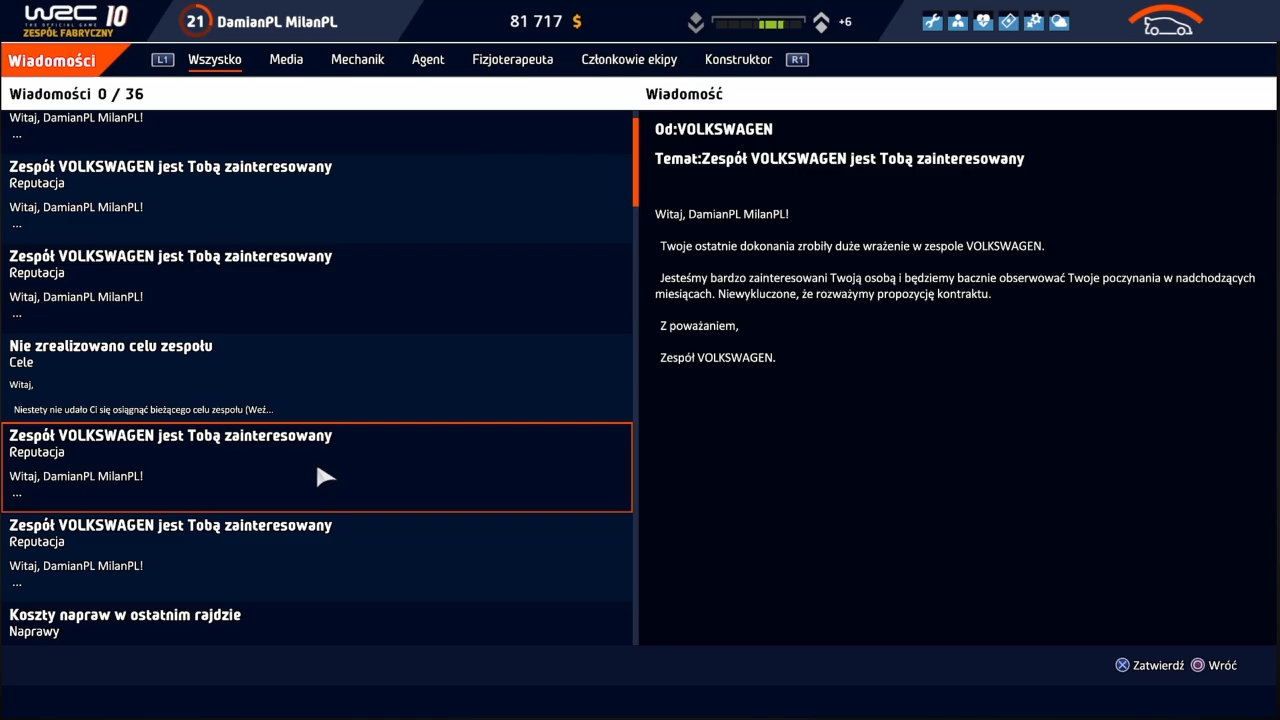 WRC 10
THE OFFICIAL GAME
ZESPÓŁ FABRYCZNY
21 DamianPL MilanPL
81 717 $
+6
Wiadomości
L1 Wszystko Media Mechanik Agent Fizjoterapeuta Członkowie ekipy Konstruktor R1
Wiadomości 0 / 36
Witaj, DamianPL MilanPL!
...
Zespół VOLKSWAGEN jest Tobą zainteresowany
Reputacja
Witaj, DamianPL MilanPL!
...
Zespół VOLKSWAGEN jest Tobą zainteresowany
Reputacja
Witaj, DamianPL MilanPL!
...
Nie zrealizowano celu zespołu
Cele
Witaj,
Niestety nie udało Ci się osiągnąć bieżącego celu zespołu (Weź...
Zespół VOLKSWAGEN jest Tobą zainteresowany
Reputacja
Witaj, DamianPL MilanPL!
...
Zespół VOLKSWAGEN jest Tobą zainteresowany
Reputacja
Witaj, DamianPL MilanPL!
...
Koszty napraw w ostatnim rajdzie
Naprawy
Wiadomość
Od:VOLKSWAGEN
Temat:Zespół VOLKSWAGEN jest Tobą zainteresowany
Witaj, DamianPL MilanPL!
Twoje ostatnie dokonania zrobiły duże wrażenie w zespole VOLKSWAGEN.
Jesteśmy bardzo zainteresowani Twoją osobą i będziemy bacznie obserwować Twoje poczynania w nadchodzących
miesiącach. Niewykluczone, że rozważymy propozycję kontraktu.
Z poważaniem,
Zespół VOLKSWAGEN.
Zatwierdź Wróć